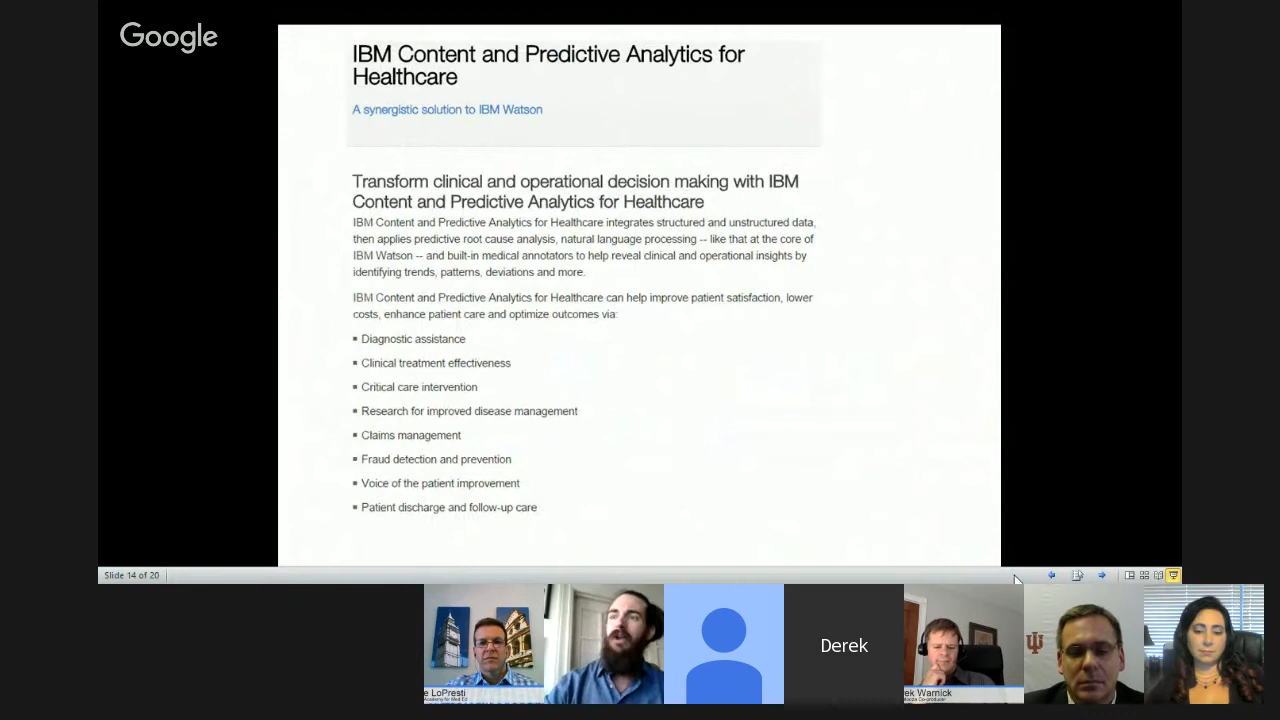 Google
IBM Content and Predictive Analytics for
Healthcare
A synergistic solution to IBM Watson
Transform clinical and operational decision making with IBM
Content and Predictive Analytics for Healthcare
IBM Content and Predictive Analytics for Healthcare integrates structured and unstructured data,
then applies predictive root cause analysis, natural language processing -- like that at the core of
IBM Watson -- and built-in medical annotators to help reveal clinical and operational insights by
identifying trends, patterns, deviations and more.
IBM Content and Predictive Analytics for Healthcare can help improve patient satisfaction, lower
costs, enhance patient care and optimize outcomes via:
▪ Diagnostic assistance
▪ Clinical treatment effectiveness
▪ Critical care intervention
▪ Research for improved disease management
▪ Claims management
▪ Fraud detection and prevention
▪ Voice of the patient improvement
▪ Patient discharge and follow-up care
Slide 14 of 20
Derek
e LoPresti
Academy for Med Ed
rek Warnick
Co-producer